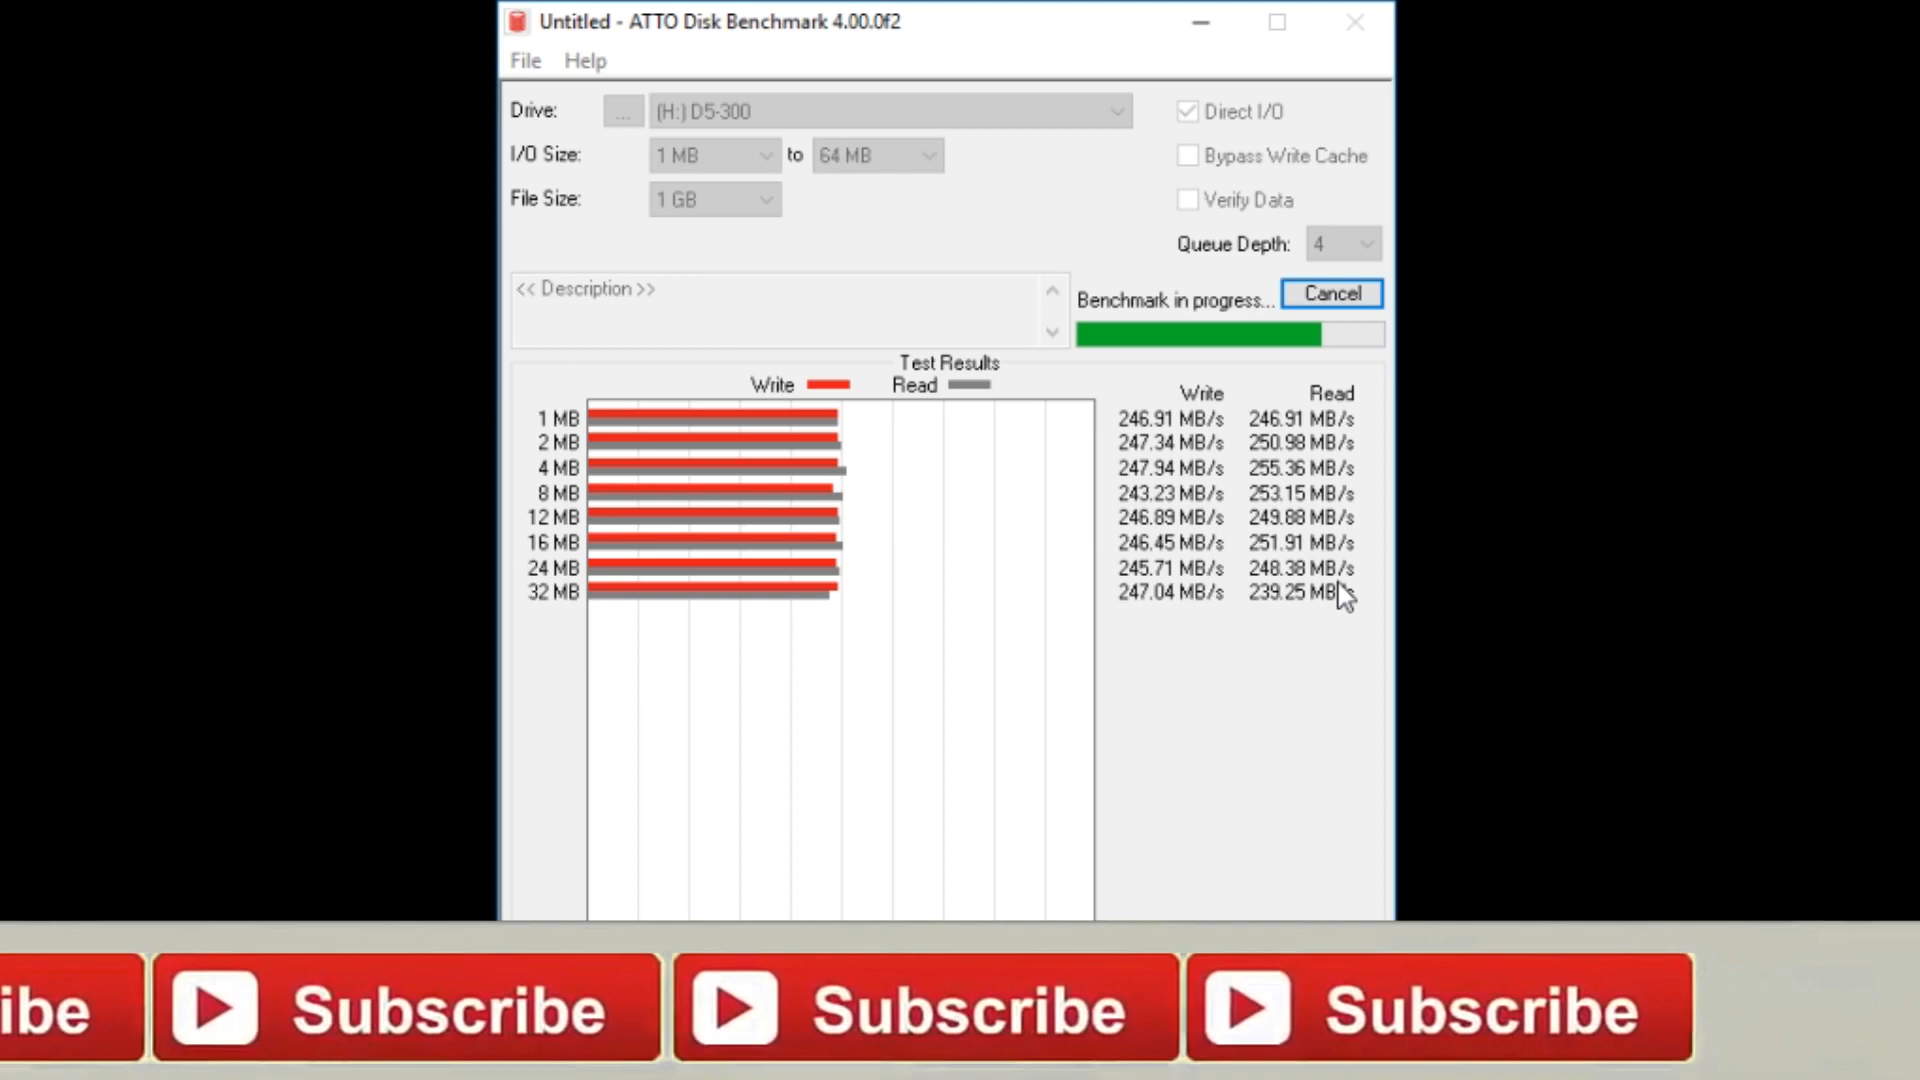 Untitled - ATTO Disk Benchmark 4.00.0f2
File Help
Drive: ... (H:) D5-300 Direct I/O
I/O Size: 1 MB to 64 MB Bypass Write Cache
File Size: 1 GB Verify Data
Queue Depth: 4
<< Description >>
Benchmark in progress... Cancel
Test Results
Write Read
Write Read
1 MB 246.91 MB/s 246.91 MB/s
2 MB 247.34 MB/s 250.98 MB/s
4 MB 247.94 MB/s 255.36 MB/s
8 MB 243.23 MB/s 253.15 MB/s
12 MB 246.89 MB/s 249.88 MB/s
16 MB 246.45 MB/s 251.91 MB/s
24 MB 245.71 MB/s 248.38 MB/s
32 MB 247.04 MB/s 239.25 MB/s
ibe Subscribe Subscribe Subscribe